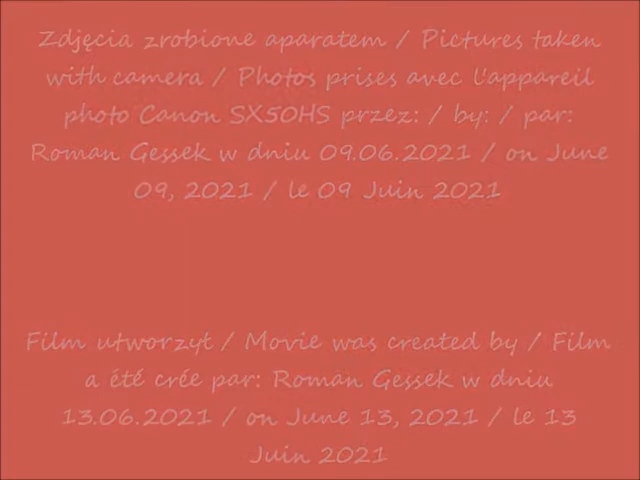 Zdjęcia zrobione aparatem / Pictures taken
with camera / Photos prises avec l'appareil
photo Canon SX50HS przez: / by: / par:
Roman Gessek w dniu 09.06.2021 / on June
09, 2021 / le 09 Juin 2021
Film utworzył / Movie was created by / Film
a été crée par: Roman Gessek w dniu
13.06.2021 / on June 13, 2021 / le 13
Juin 2021